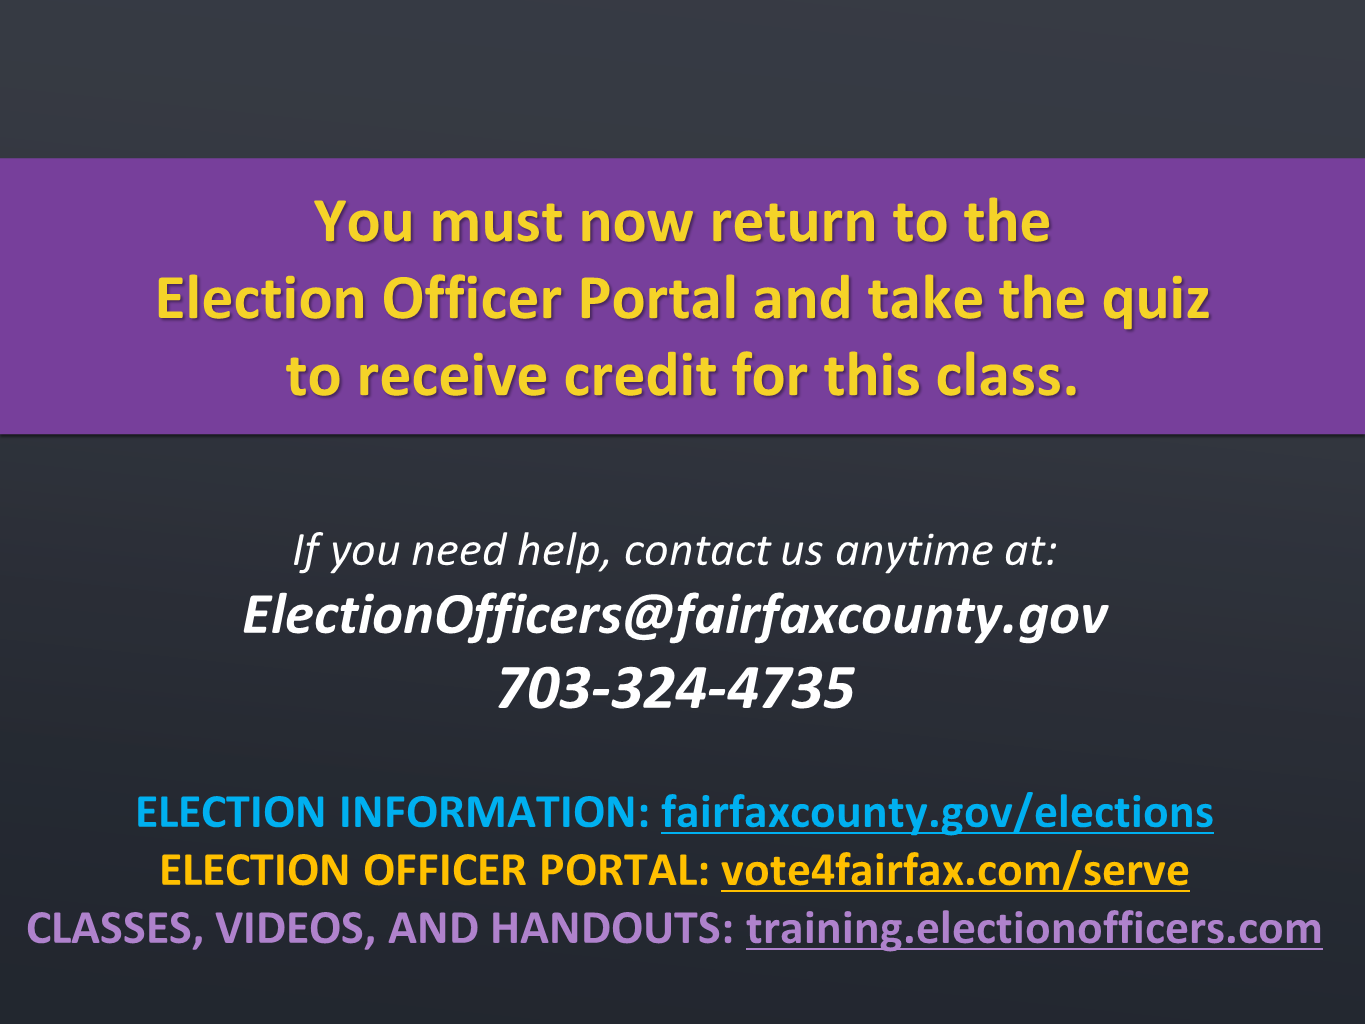 You must now return to the
Election Officer Portal and take the quiz
to receive credit for this class.
If you need help, contact us anytime at:
ElectionOfficers@fairfaxcounty.gov
703-324-4735
ELECTION INFORMATION: fairfaxcounty.gov/elections
ELECTION OFFICER PORTAL: vote4fairfax.com/serve
CLASSES, VIDEOS, AND HANDOUTS: training.electionofficers.com